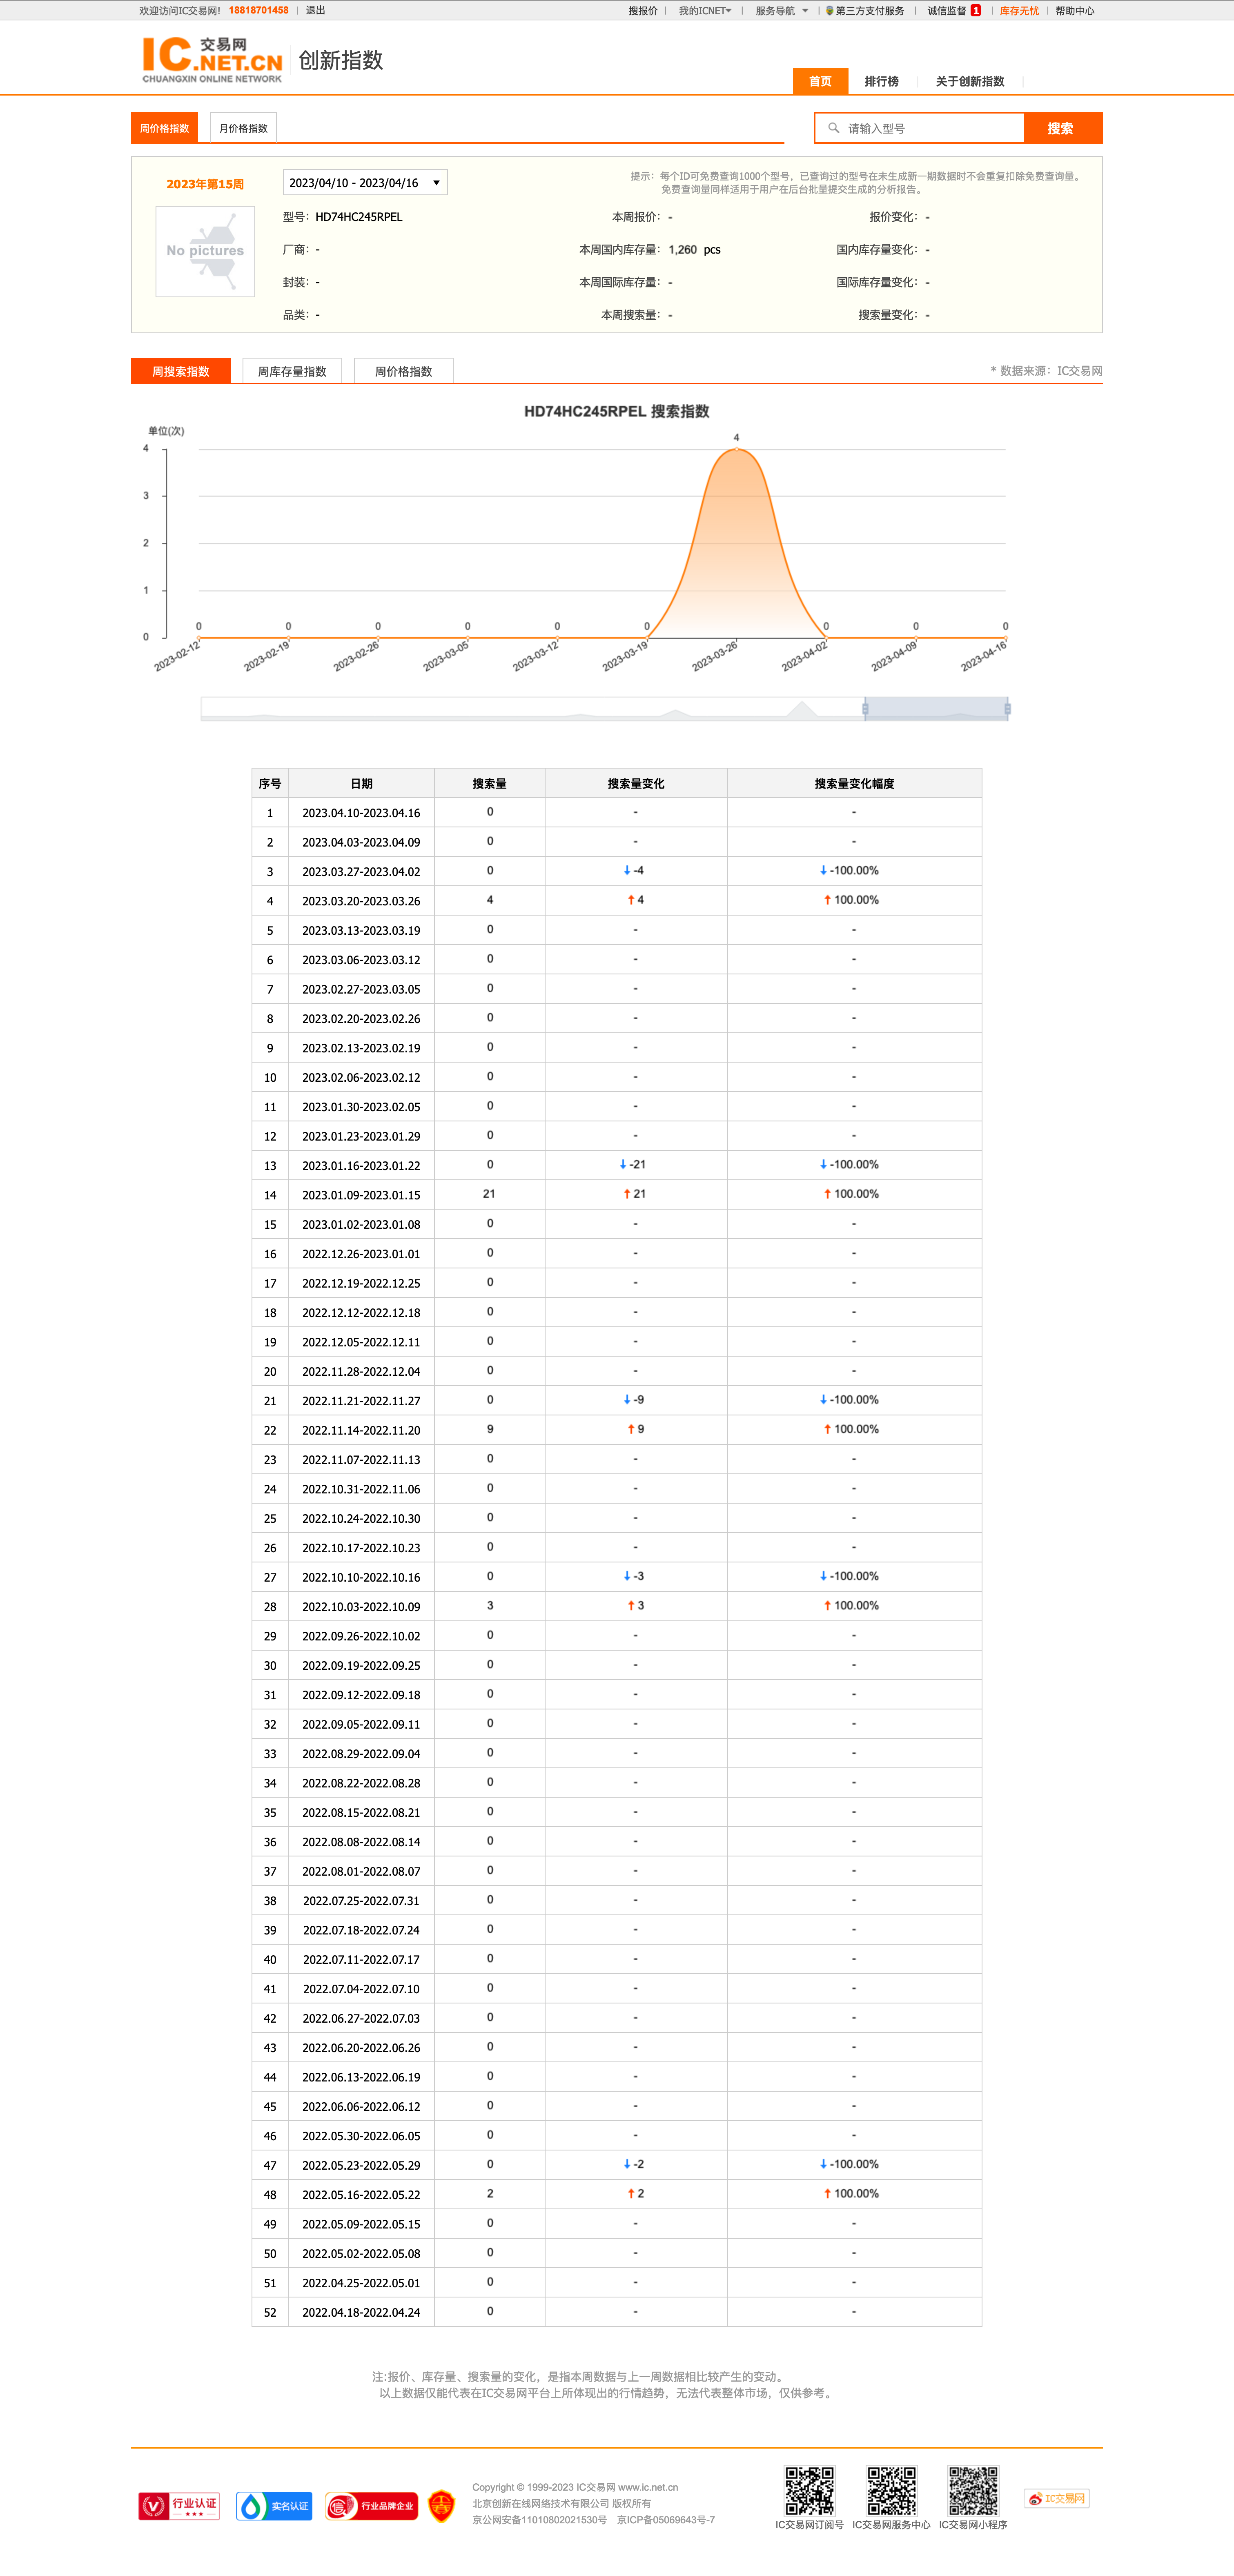 欢迎访问IC交易网! 18818701458 | 退出 搜报价 | 我的ICNET | 服务导航 | 第三方支付服务 | 诚信监督 1 | 库存无忧 | 帮助中心
IC 交易网 .NET.CN CHUANGXIN ONLINE NETWORK 创新指数
首页 排行榜 关于创新指数
周价格指数 月价格指数 请输入型号 搜索
2023年第15周 2023/04/10 - 2023/04/16
提示：每个ID可免费查询1000个型号，已查询过的型号在未生成新一期数据时不会重复扣除免费查询量。
免费查询量同样适用于用户在后台批量提交生成的分析报告。
No pictures
型号：HD74HC245RPEL 本周报价：- 报价变化：-
厂商：- 本周国内库存量：1,260 pcs 国内库存量变化：-
封装：- 本周国际库存量：- 国际库存量变化：-
品类：- 本周搜索量：- 搜索量变化：-
周搜索指数 周库存量指数 周价格指数 * 数据来源：IC交易网
HD74HC245RPEL 搜索指数
单位(次)
4
3
2
1
0
4
0 0 0 0 0 0 0 0 0
2023-02-12 2023-02-19 2023-02-26 2023-03-05 2023-03-12 2023-03-19 2023-03-26 2023-04-02 2023-04-09 2023-04-16
序号 日期 搜索量 搜索量变化 搜索量变化幅度
1 2023.04.10-2023.04.16 0 - -
2 2023.04.03-2023.04.09 0 - -
3 2023.03.27-2023.04.02 0 ↓-4 ↓-100.00%
4 2023.03.20-2023.03.26 4 ↑4 ↑100.00%
5 2023.03.13-2023.03.19 0 - -
6 2023.03.06-2023.03.12 0 - -
7 2023.02.27-2023.03.05 0 - -
8 2023.02.20-2023.02.26 0 - -
9 2023.02.13-2023.02.19 0 - -
10 2023.02.06-2023.02.12 0 - -
11 2023.01.30-2023.02.05 0 - -
12 2023.01.23-2023.01.29 0 - -
13 2023.01.16-2023.01.22 0 ↓-21 ↓-100.00%
14 2023.01.09-2023.01.15 21 ↑21 ↑100.00%
15 2023.01.02-2023.01.08 0 - -
16 2022.12.26-2023.01.01 0 - -
17 2022.12.19-2022.12.25 0 - -
18 2022.12.12-2022.12.18 0 - -
19 2022.12.05-2022.12.11 0 - -
20 2022.11.28-2022.12.04 0 - -
21 2022.11.21-2022.11.27 0 ↓-9 ↓-100.00%
22 2022.11.14-2022.11.20 9 ↑9 ↑100.00%
23 2022.11.07-2022.11.13 0 - -
24 2022.10.31-2022.11.06 0 - -
25 2022.10.24-2022.10.30 0 - -
26 2022.10.17-2022.10.23 0 - -
27 2022.10.10-2022.10.16 0 ↓-3 ↓-100.00%
28 2022.10.03-2022.10.09 3 ↑3 ↑100.00%
29 2022.09.26-2022.10.02 0 - -
30 2022.09.19-2022.09.25 0 - -
31 2022.09.12-2022.09.18 0 - -
32 2022.09.05-2022.09.11 0 - -
33 2022.08.29-2022.09.04 0 - -
34 2022.08.22-2022.08.28 0 - -
35 2022.08.15-2022.08.21 0 - -
36 2022.08.08-2022.08.14 0 - -
37 2022.08.01-2022.08.07 0 - -
38 2022.07.25-2022.07.31 0 - -
39 2022.07.18-2022.07.24 0 - -
40 2022.07.11-2022.07.17 0 - -
41 2022.07.04-2022.07.10 0 - -
42 2022.06.27-2022.07.03 0 - -
43 2022.06.20-2022.06.26 0 - -
44 2022.06.13-2022.06.19 0 - -
45 2022.06.06-2022.06.12 0 - -
46 2022.05.30-2022.06.05 0 - -
47 2022.05.23-2022.05.29 0 ↓-2 ↓-100.00%
48 2022.05.16-2022.05.22 2 ↑2 ↑100.00%
49 2022.05.09-2022.05.15 0 - -
50 2022.05.02-2022.05.08 0 - -
51 2022.04.25-2022.05.01 0 - -
52 2022.04.18-2022.04.24 0 - -
注:报价、库存量、搜索量的变化，是指本周数据与上一周数据相比较产生的变动。
以上数据仅能代表在IC交易网平台上所体现出的行情趋势，无法代表整体市场，仅供参考。
行业认证 实名认证 信 行业品牌企业
Copyright © 1999-2023 IC交易网 www.ic.net.cn
北京创新在线网络技术有限公司 版权所有
京公网安备11010802021530号 京ICP备05069643号-7
IC交易网订阅号 IC交易网服务中心 IC交易网小程序
IC交易网